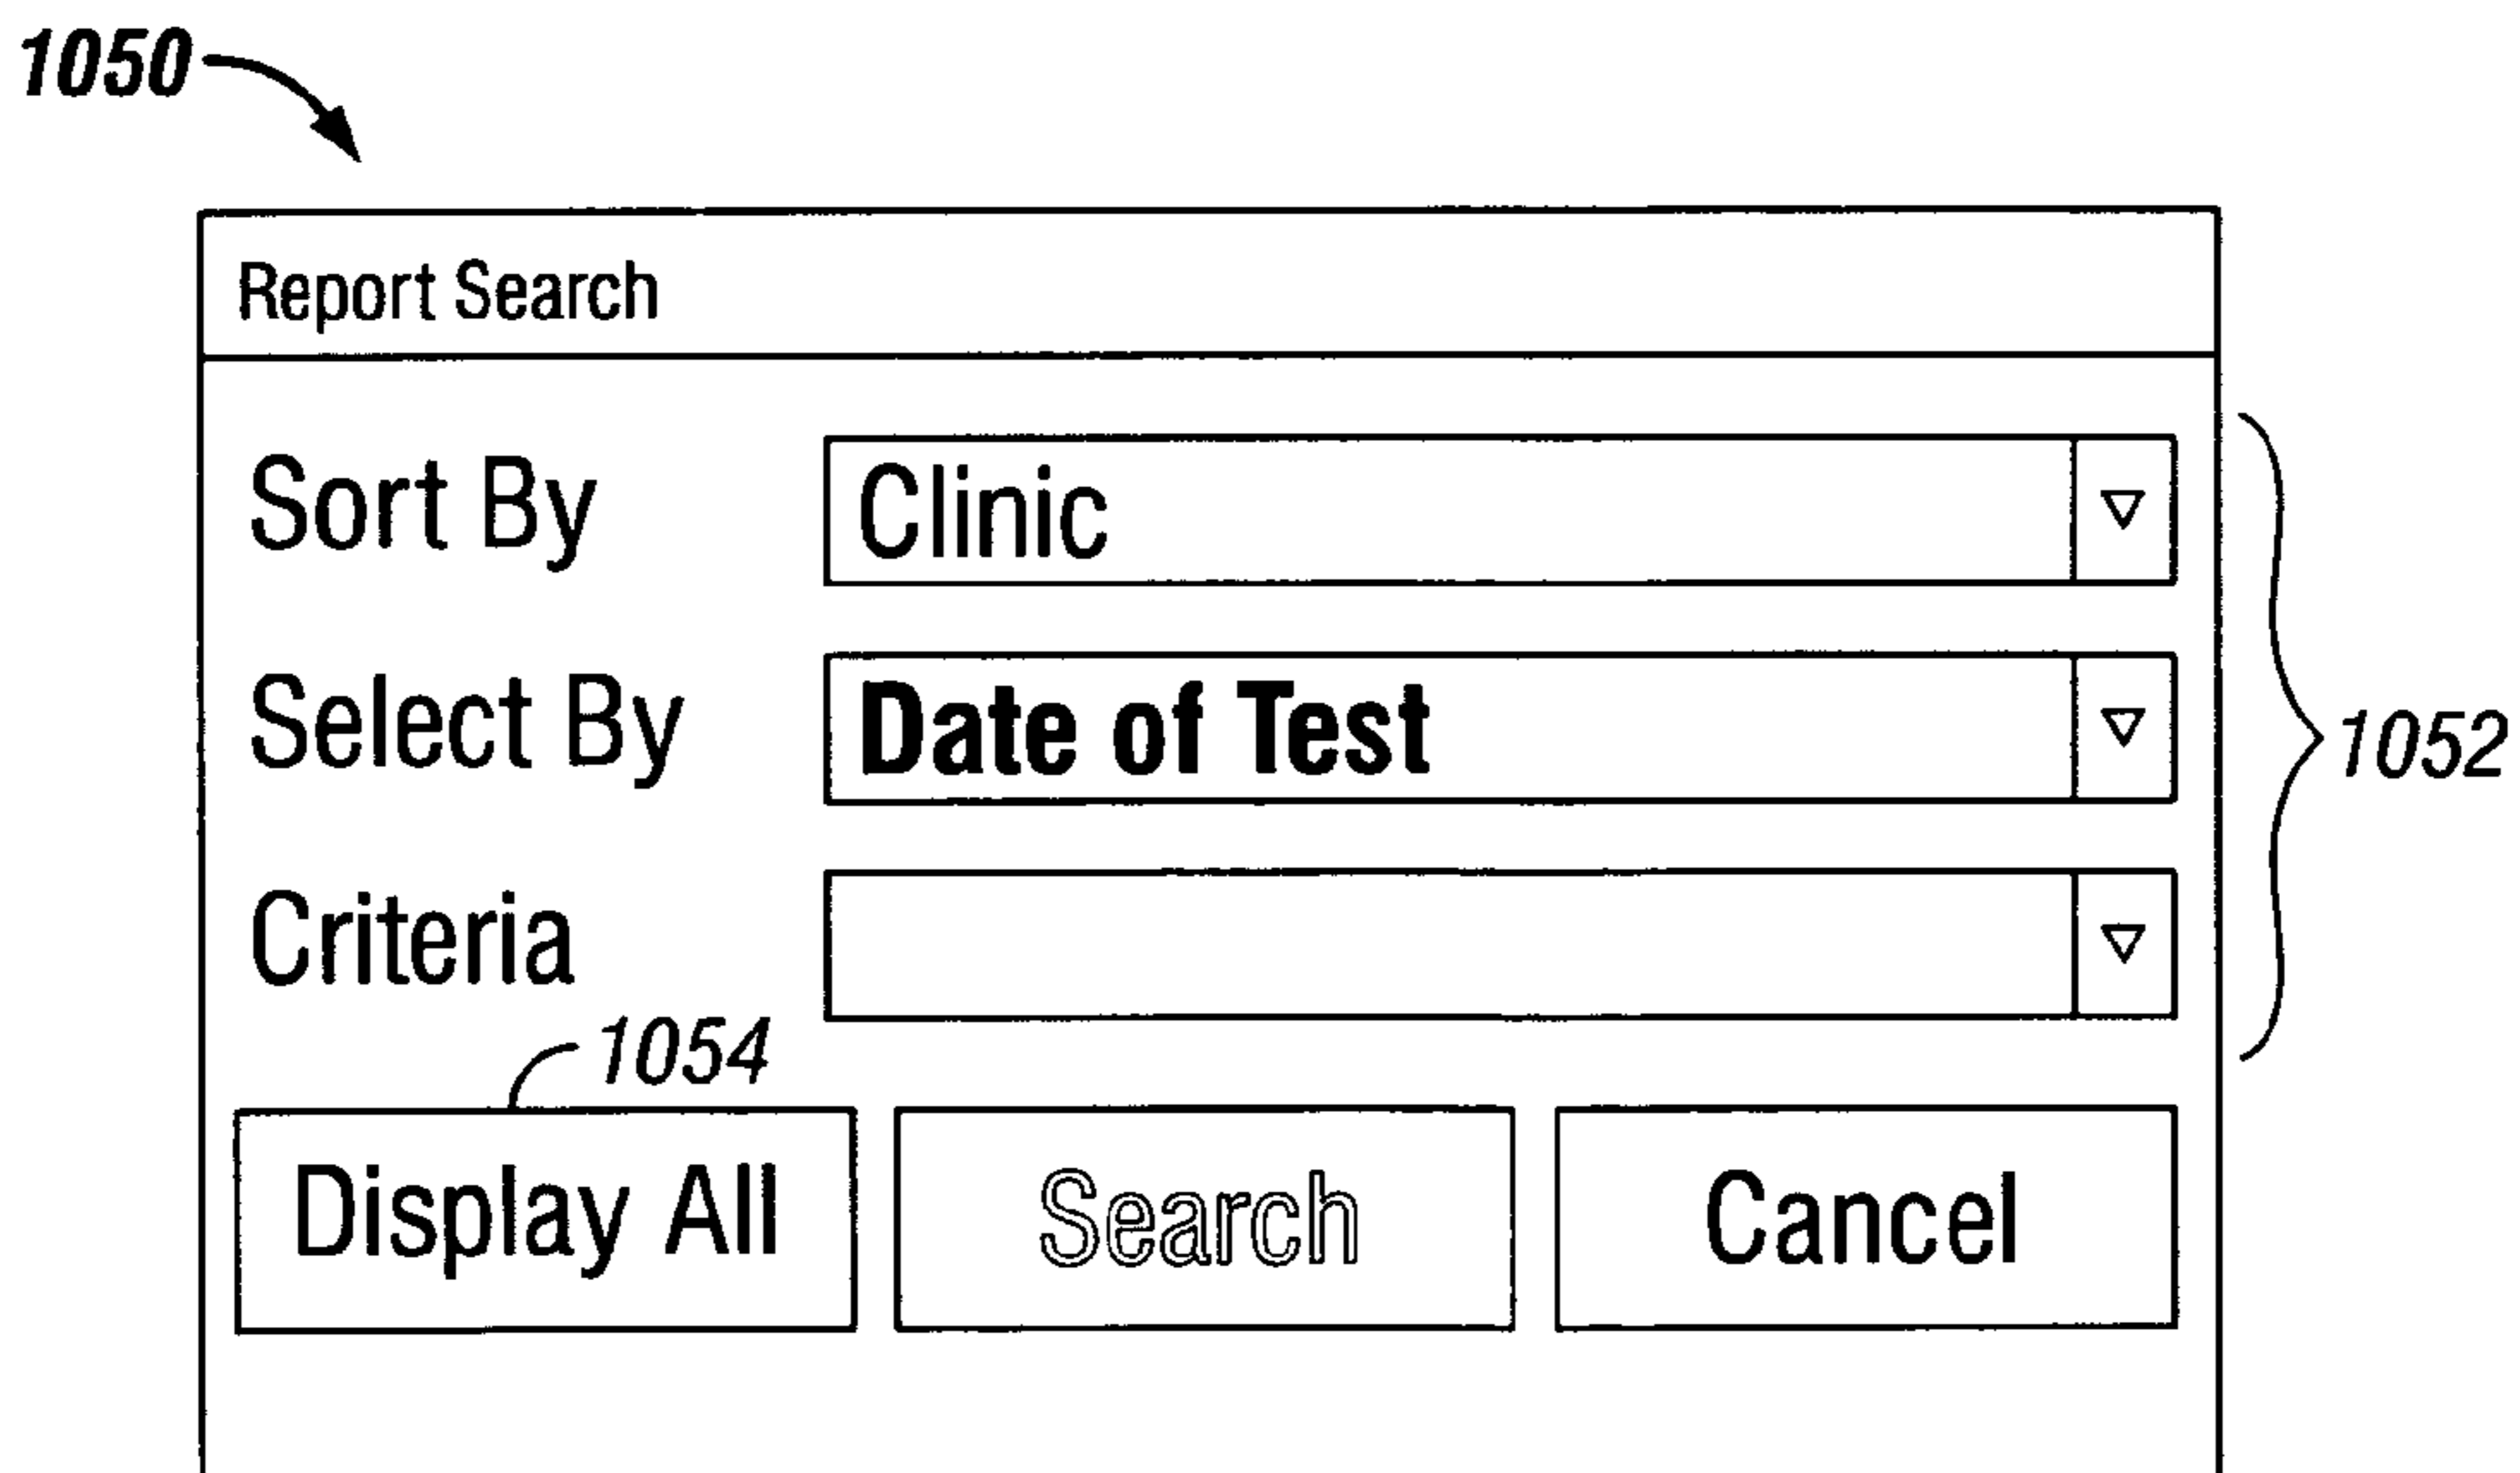 1050
Report Search
Sort By Clinic
Select By Date of Test
1052
Criteria
1054
Display All Search Cancel